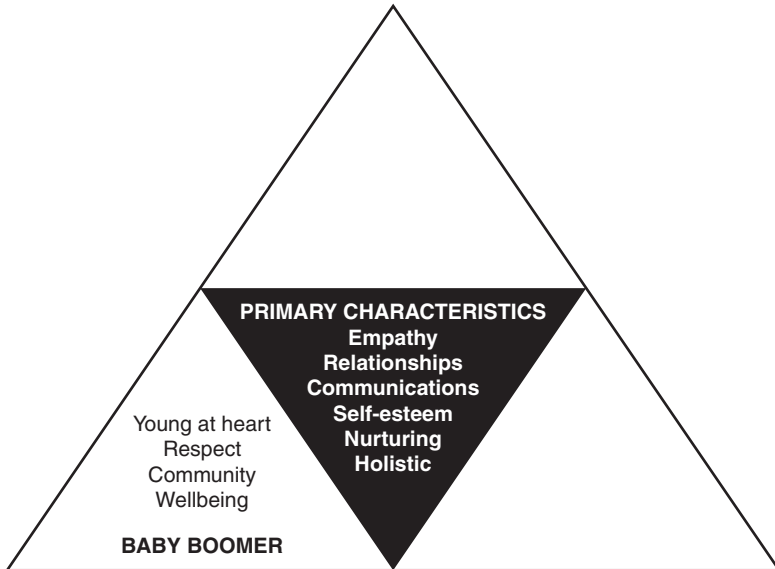 PRIMARY CHARACTERISTICS
Empathy
Relationships
Communications
Self-esteem
Nurturing
Holistic
Young at heart
Respect
Community
Wellbeing
BABY BOOMER